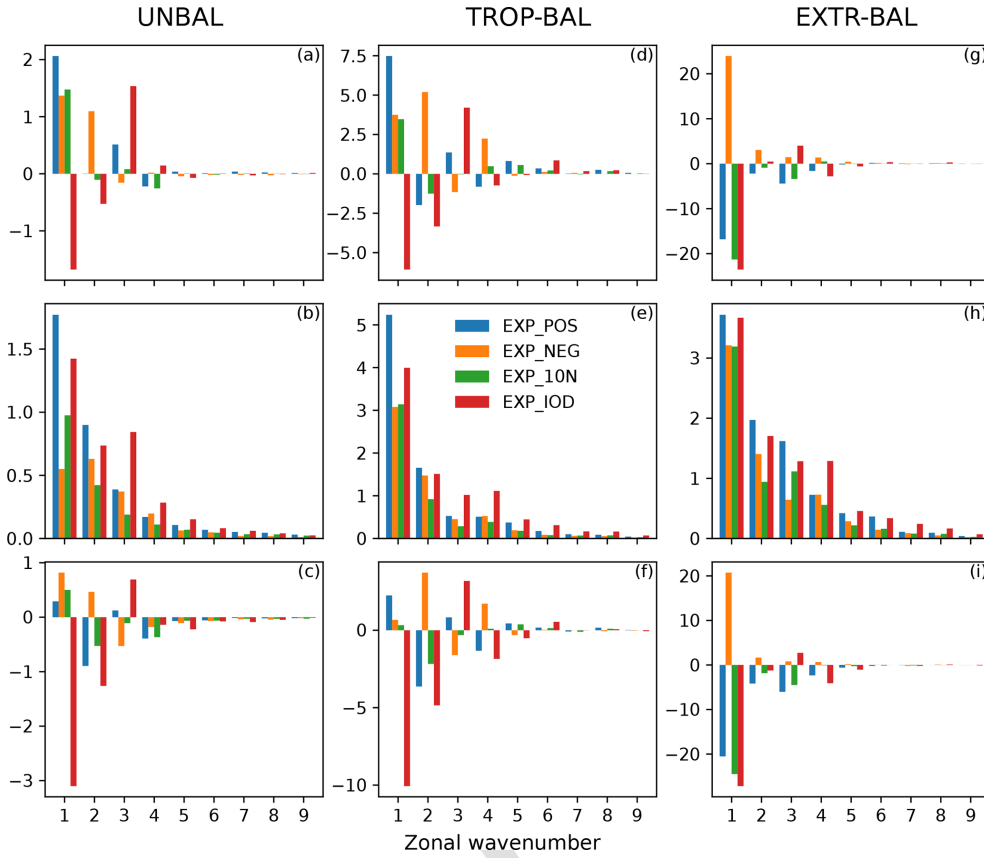 UNBAL TROP-BAL EXTR-BAL
(a) (d) (g)
2 1 0 −1
7.5 5.0 2.5 0.0 −2.5 −5.0
20 10 0 −10 −20
(b) (e) (h)
1.5 1.0 0.5 0.0
5 4 3 2 1 0
3 2 1 0
EXP_POS
EXP_NEG
EXP_10N
EXP_IOD
(c) (f) (i)
1 0 −1 −2 −3
0 −5 −10
20 10 0 −10 −20
1 2 3 4 5 6 7 8 9 1 2 3 4 5 6 7 8 9 1 2 3 4 5 6 7 8 9
Zonal wavenumber